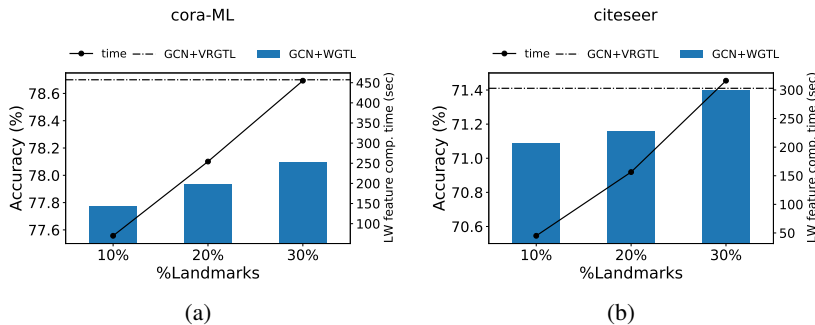 cora-ML
time GCN+VRGTL GCN+WGTL
Accuracy (%)
78.6
78.4
78.2
78.0
77.8
77.6
450
400
350
300
250
200
150
100
LW feature comp. time (sec)
10% 20% 30%
%Landmarks
(a)
citeseer
time GCN+VRGTL GCN+WGTL
Accuracy (%)
71.4
71.2
71.0
70.8
70.6
300
250
200
150
100
50
LW feature comp. time (sec)
10% 20% 30%
%Landmarks
(b)